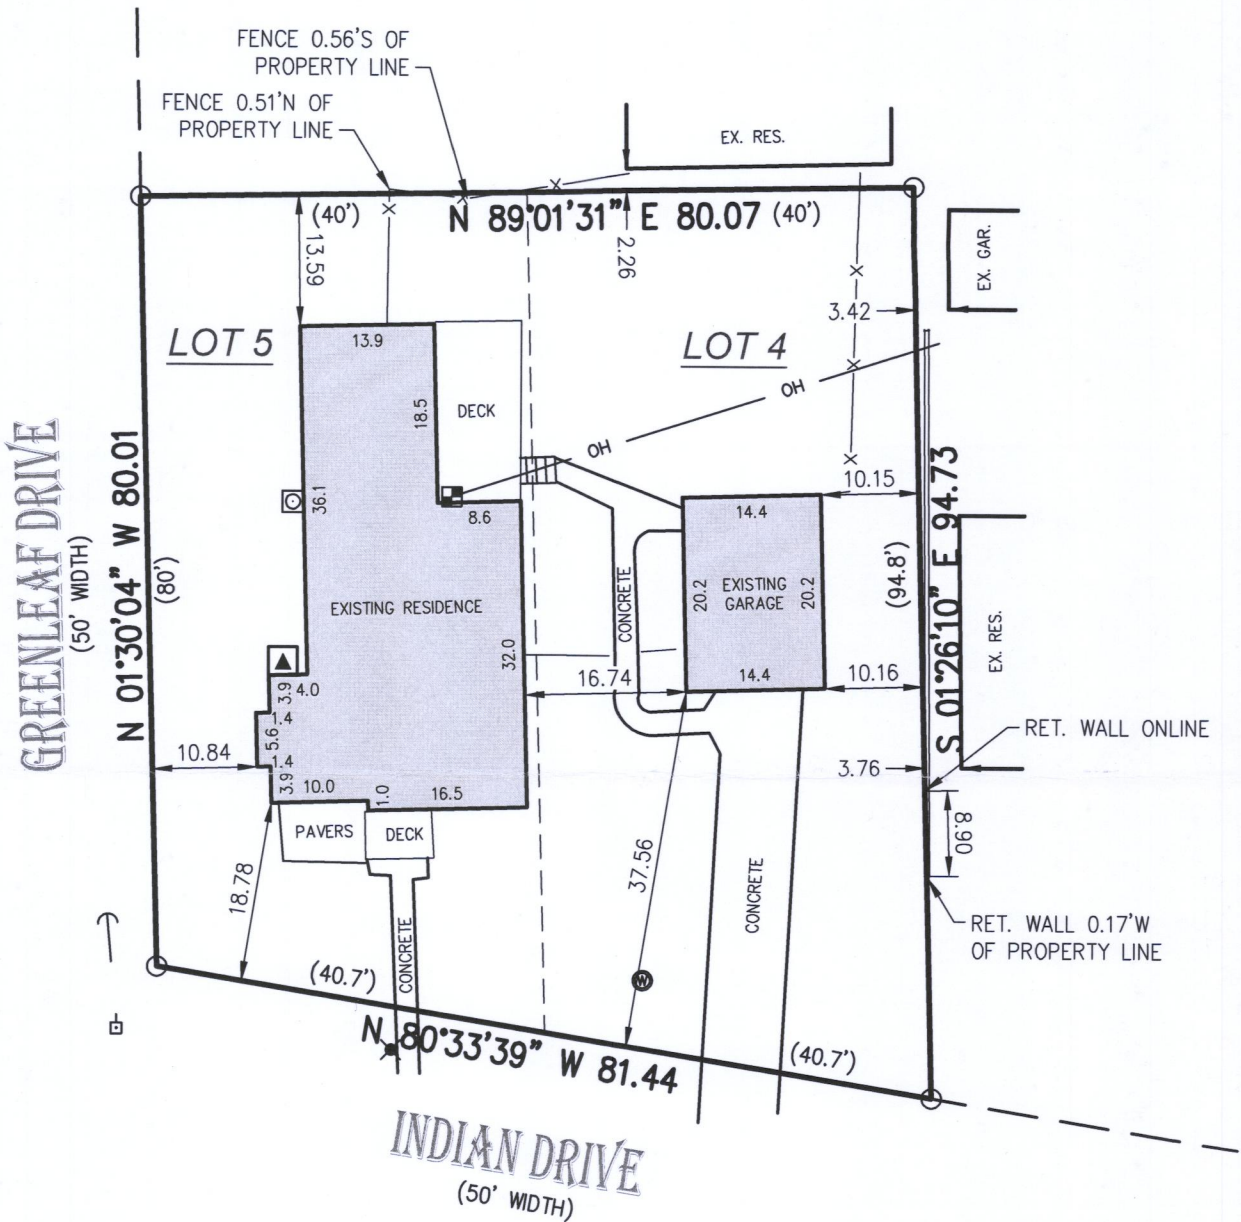 FENCE 0.56'S OF
PROPERTY LINE
FENCE 0.51'N OF
PROPERTY LINE
EX. RES.
(40')
N 89°01'31" E 80.07
(40')
13.59
2.26
EX. GAR.
3.42
LOT 5
LOT 4
13.9
18.5
DECK
OH
OH
36.1
8.6
14.4
10.15
GREENLEAF DRIVE
(50' WIDTH)
N 01°30'04" W 80.01
(80')
EXISTING RESIDENCE
32.0
CONCRETE
20.2
EXISTING
GARAGE
20.2
(94.8')
S 01°26'10" E 94.73
EX. RES.
16.74
14.4
10.16
3.9
4.0
1.4
5.6
1.4
3.9
10.84
10.0
1.0
16.5
RET. WALL ONLINE
3.76
8.90
PAVERS
DECK
18.78
37.56
CONCRETE
CONCRETE
RET. WALL 0.17'W
OF PROPERTY LINE
(40.7')
W
N 80°33'39" W 81.44
(40.7')
INDIAN DRIVE
(50' WIDTH)